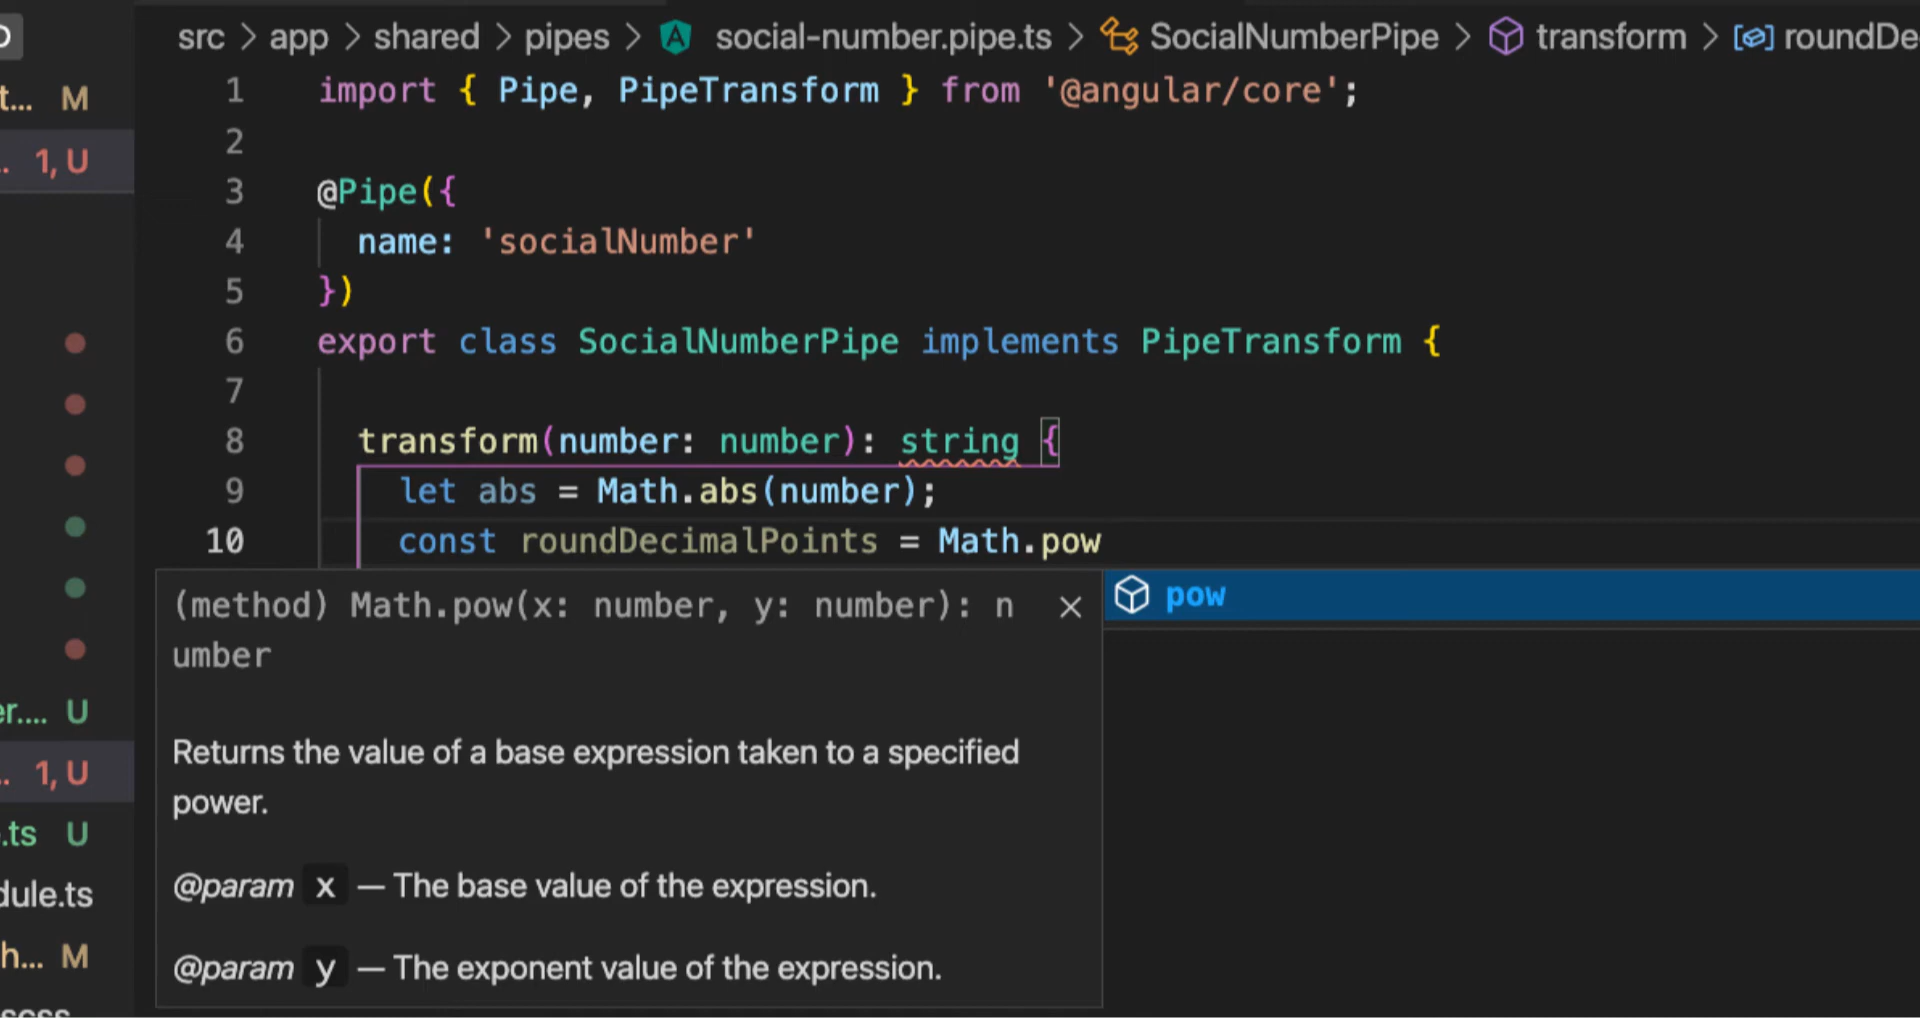 src > app > shared > pipes > social-number.pipe.ts > SocialNumberPipe > transform > roundDe
t... M
1 import { Pipe, PipeTransform } from '@angular/core';
2
. 1, U
3 @Pipe({
4 name: 'socialNumber'
5 })
6 export class SocialNumberPipe implements PipeTransform {
7
8 transform(number: number): string {
9 let abs = Math.abs(number);
10 const roundDecimalPoints = Math.pow
(method) Math.pow(x: number, y: number): n
umber
pow
er.... U
Returns the value of a base expression taken to a specified
power.
. 1, U
.ts U
@param x — The base value of the expression.
dule.ts
h... M
@param y — The exponent value of the expression.